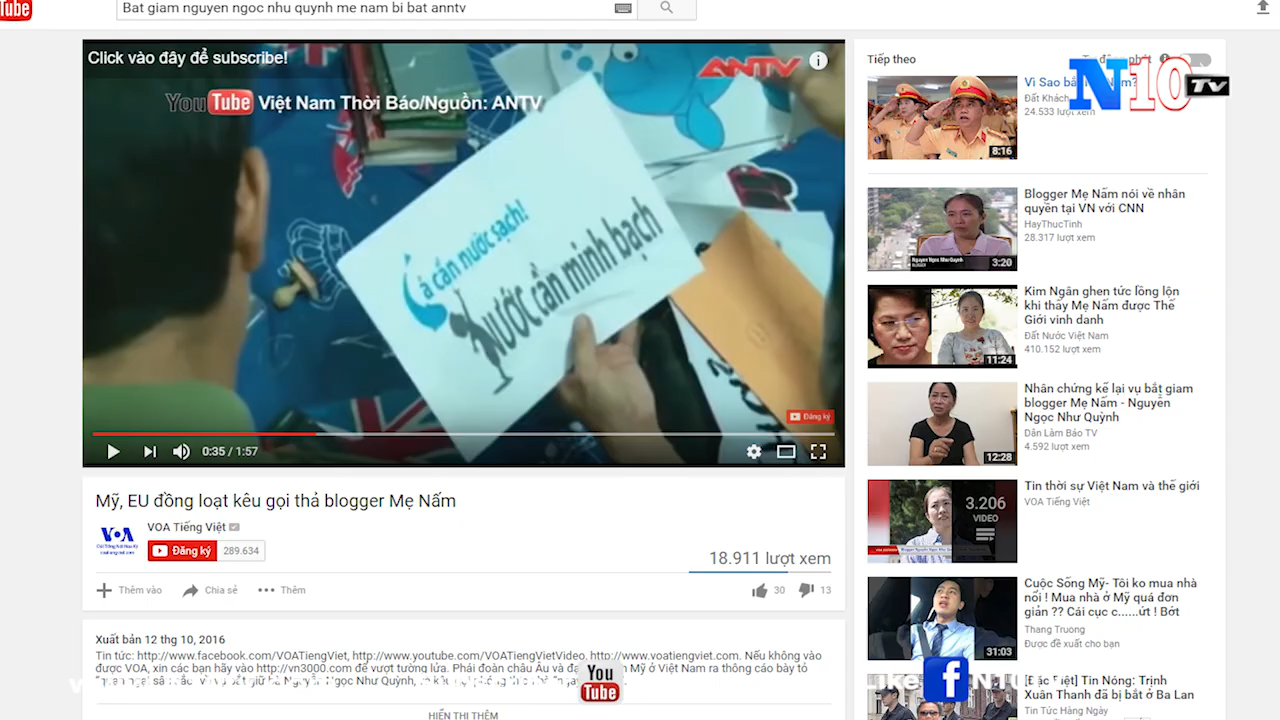 Tube
Bat giam nguyen ngoc nhu quynh me nam bi bat anntv
Click vào đây để subscribe!
ANTV
YouTube Việt Nam Thời Báo/Nguồn: ANTV
á cần nước sạch!
NƯỚC cần minh bạch
Đăng ký
0:35 / 1:57
Mỹ, EU đồng loạt kêu gọi thả blogger Mẹ Nấm
VOA
VOA Tiếng Việt
Đăng ký 289.634
18.911 lượt xem
Thêm vào Chia sẻ Thêm
30 13
Xuất bản 12 thg 10, 2016
Tin tức: http://www.facebook.com/VOATiengViet, http://www.youtube.com/VOATiengVietVideo, http://www.voatiengviet.com. Nếu không vào
được VOA, xin các bạn hãy vào http://vn3000.com để vượt tường lửa. Phái đoàn châu Âu và đại Mỹ ở Việt Nam ra thông cáo bày tỏ
Nguyễn Ngọc Như Quỳnh,
HIỂN THỊ THÊM
You
Tube
Tiếp theo
N10 Tv
Vì Sao
Đất Khách
24.533 lượt xem
8:16
Blogger Mẹ Nấm nói về nhân
quyền tại VN với CNN
HayThucTinh
28.317 lượt xem
3:20
Kim Ngân ghen tức lồng lộn
khi thấy Mẹ Nấm được Thế
Giới vinh danh
Đất Nước Việt Nam
410.152 lượt xem
11:24
Nhân chứng kể lại vụ bắt giam
blogger Mẹ Nấm - Nguyễn
Ngọc Như Quỳnh
Dân Làm Báo TV
4.592 lượt xem
12:28
Tin thời sự Việt Nam và thế giới
VOA Tiếng Việt
3.206
VIDEO
Cuộc Sống Mỹ- Tôi ko mua nhà
nổi ! Mua nhà ở Mỹ quá đơn
giản ?? Cái cục c......ứt ! Bớt
Thang Truong
Được đề xuất cho bạn
31:03
Like f N10
[Đặc Biệt] Tin Nóng: Trịnh
Xuân Thanh đã bị bắt ở Ba Lan
Tin Tức Hàng Ngày